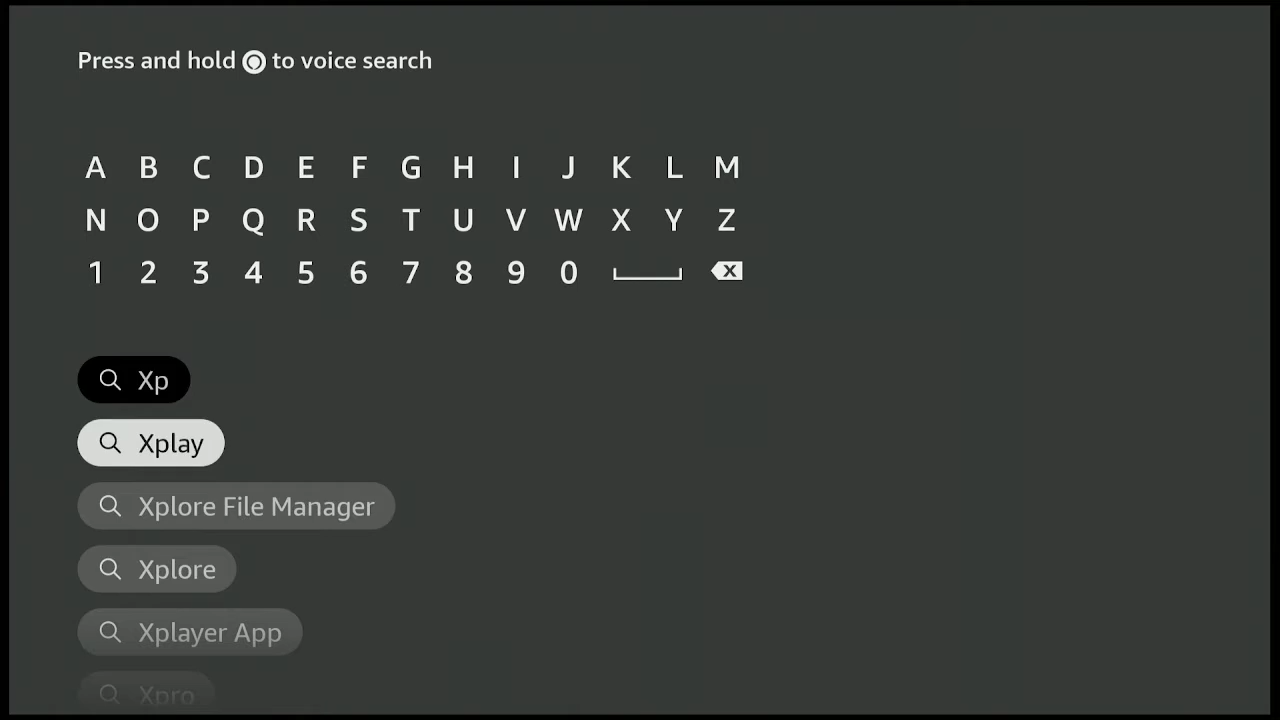 Press and hold to voice search
A B C D E F G H I J K L M
N O P Q R S T U V W X Y Z
1 2 3 4 5 6 7 8 9 0
Xp
Xplay
Xplore File Manager
Xplore
Xplayer App
Xpro